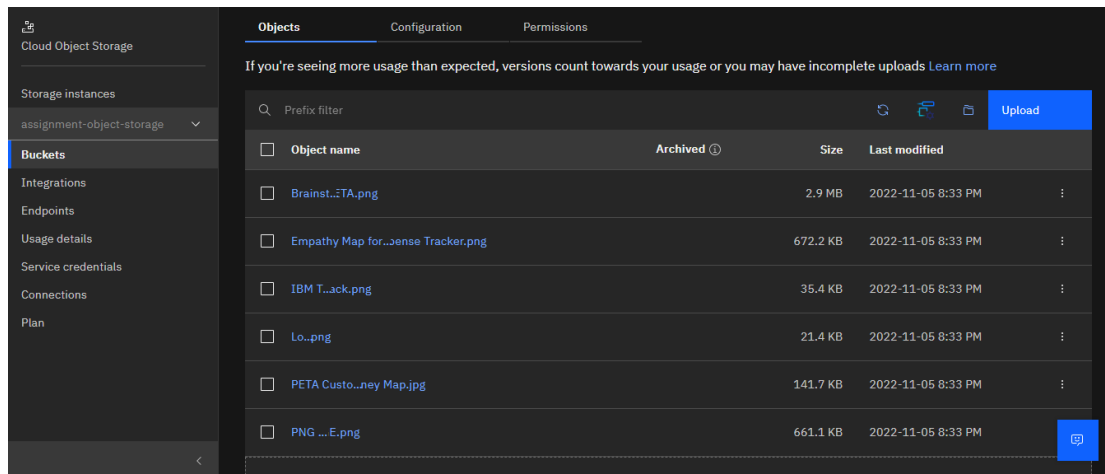 Cloud Object Storage
Storage instances
assignment-object-storage
Buckets
Integrations
Endpoints
Usage details
Service credentials
Connections
Plan
Objects Configuration Permissions
If you're seeing more usage than expected, versions count towards your usage or you may have incomplete uploads Learn more
Prefix filter Upload
Object name Archived Size Last modified
Brainst...ETA.png 2.9 MB 2022-11-05 8:33 PM
Empathy Map for...pense Tracker.png 672.2 KB 2022-11-05 8:33 PM
IBM T...ack.png 35.4 KB 2022-11-05 8:33 PM
Lo...png 21.4 KB 2022-11-05 8:33 PM
PETA Custo...ney Map.jpg 141.7 KB 2022-11-05 8:33 PM
PNG ...E.png 661.1 KB 2022-11-05 8:33 PM